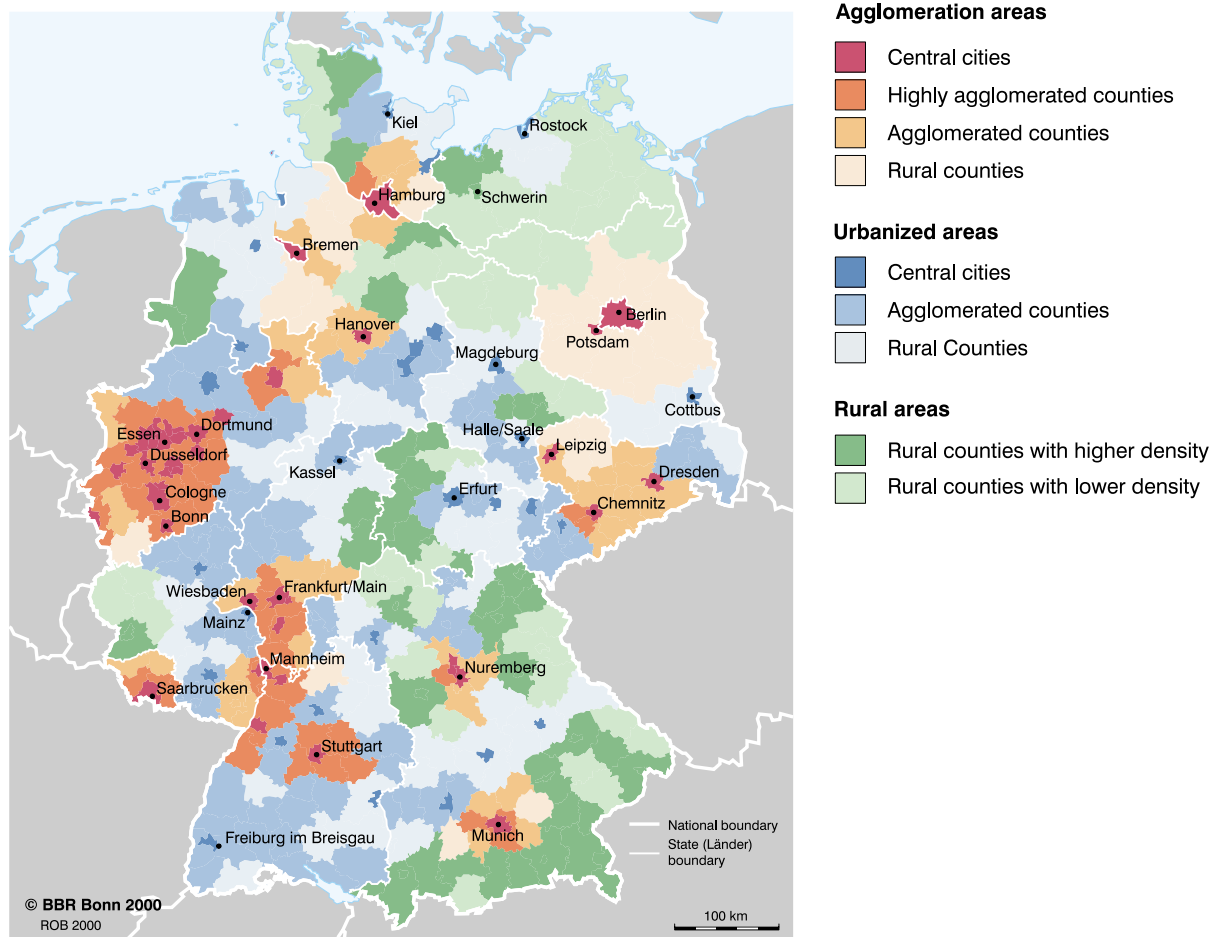 Agglomeration areas
Central cities
Highly agglomerated counties
Agglomerated counties
Rural counties
Urbanized areas
Central cities
Agglomerated counties
Rural Counties
Rural areas
Rural counties with higher density
Rural counties with lower density
Kiel
Rostock
Hamburg
Schwerin
Bremen
Berlin
Hanover
Potsdam
Magdeburg
Cottbus
Essen
Dortmund
Halle/Saale
Leipzig
Dusseldorf
Kassel
Dresden
Cologne
Erfurt
Chemnitz
Bonn
Wiesbaden
Frankfurt/Main
Mainz
Mannheim
Nuremberg
Saarbrucken
Stuttgart
Munich
Freiburg im Breisgau
National boundary
State (Länder)
boundary
© BBR Bonn 2000
ROB 2000
100 km